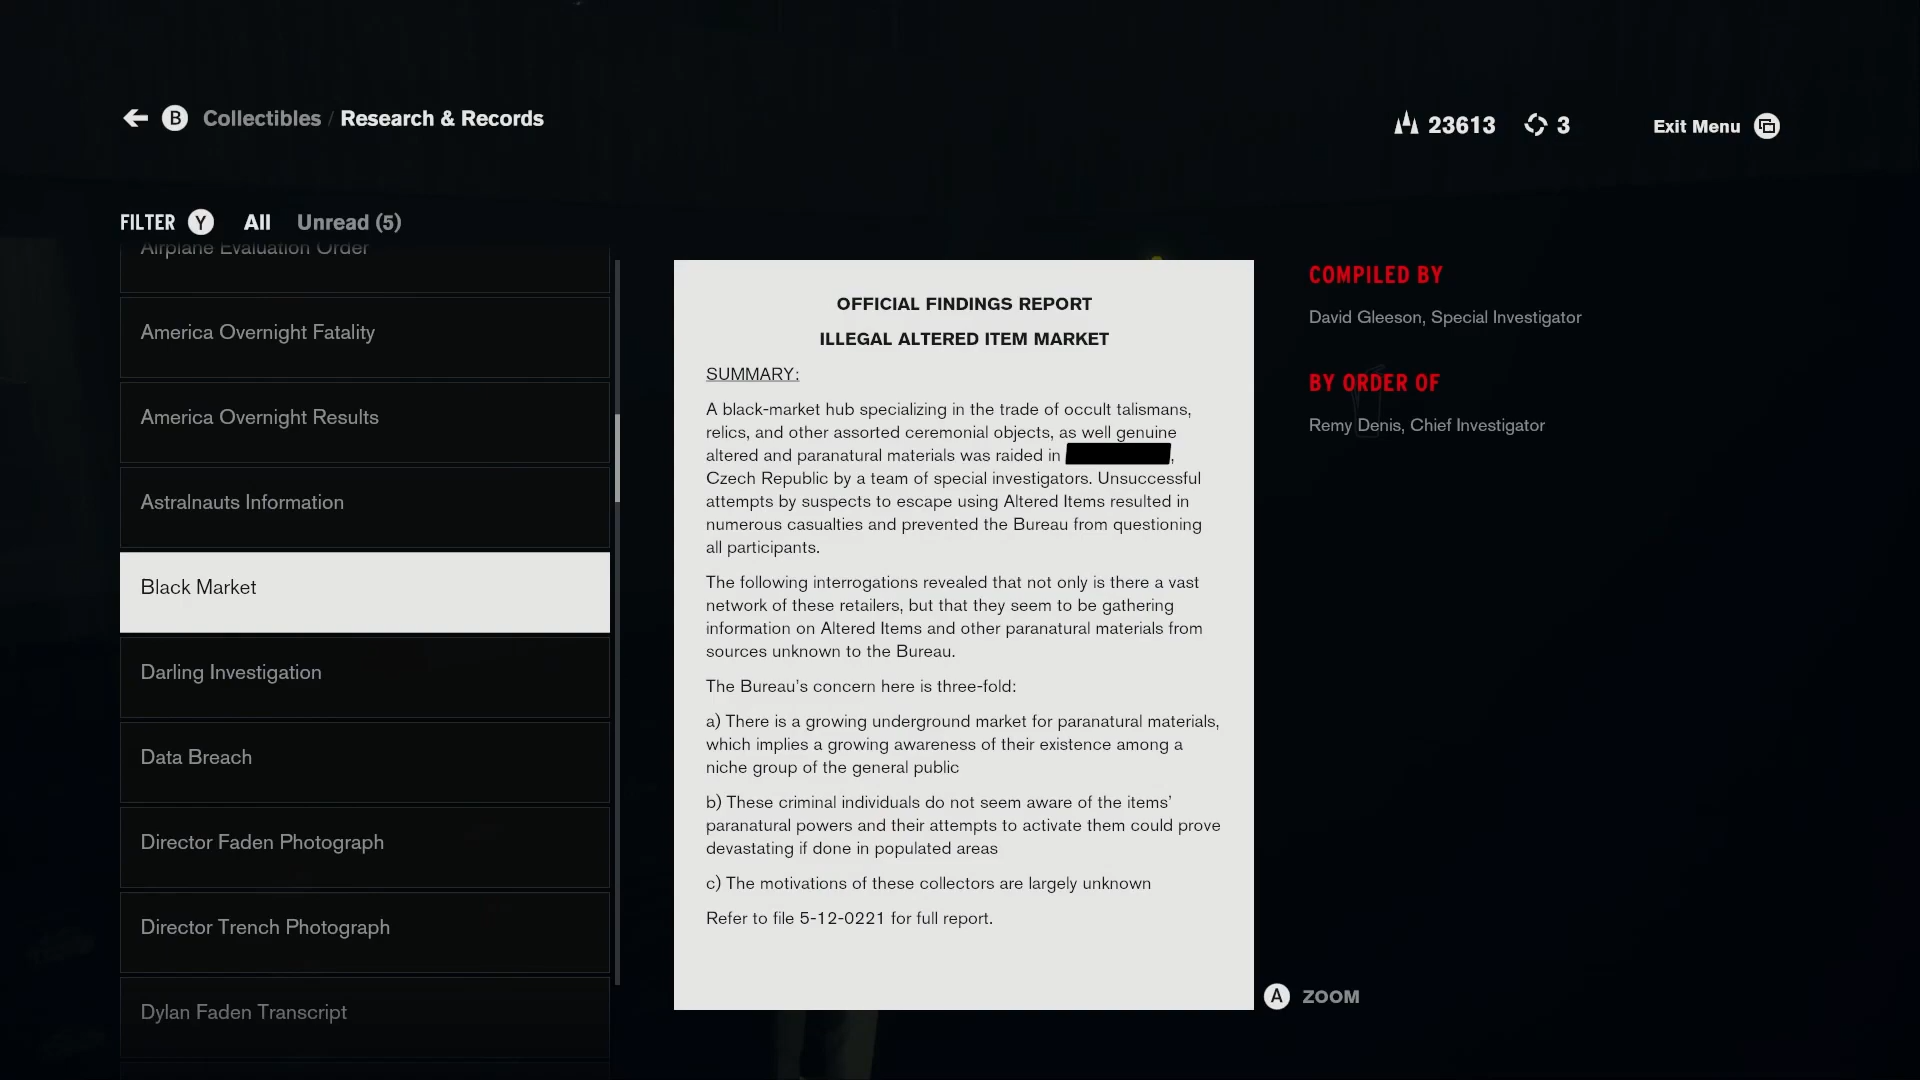 B Collectibles / Research & Records
23613 3 Exit Menu
FILTER Y All Unread (5)
Airplane Evaluation Order
America Overnight Fatality
America Overnight Results
Astralnauts Information
Black Market
Darling Investigation
Data Breach
Director Faden Photograph
Director Trench Photograph
Dylan Faden Transcript
OFFICIAL FINDINGS REPORT
ILLEGAL ALTERED ITEM MARKET
SUMMARY:
A black-market hub specializing in the trade of occult talismans,
relics, and other assorted ceremonial objects, as well genuine
altered and paranatural materials was raided in ,
Czech Republic by a team of special investigators. Unsuccessful
attempts by suspects to escape using Altered Items resulted in
numerous casualties and prevented the Bureau from questioning
all participants.
The following interrogations revealed that not only is there a vast
network of these retailers, but that they seem to be gathering
information on Altered Items and other paranatural materials from
sources unknown to the Bureau.
The Bureau's concern here is three-fold:
a) There is a growing underground market for paranatural materials,
which implies a growing awareness of their existence among a
niche group of the general public
b) These criminal individuals do not seem aware of the items'
paranatural powers and their attempts to activate them could prove
devastating if done in populated areas
c) The motivations of these collectors are largely unknown
Refer to file 5-12-0221 for full report.
COMPILED BY
David Gleeson, Special Investigator
BY ORDER OF
Remy Denis, Chief Investigator
A ZOOM